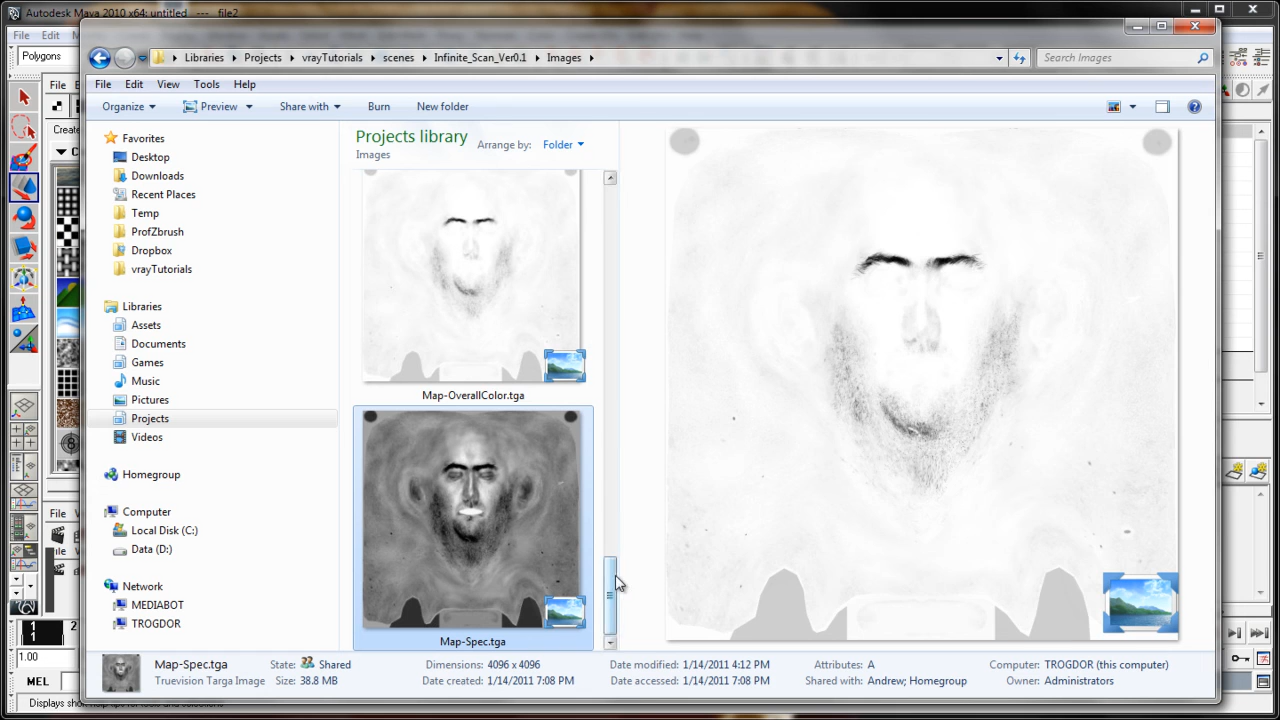 Autodesk Maya 2010 x64: untitled --- file2
File Edit
Polygons
File
Create
File
1 2
1
1.00
MEL
Libraries Projects vrayTutorials scenes Infinite_Scan_Ver0.1 Images
Search Images
File Edit View Tools Help
Organize Preview Share with Burn New folder
Favorites
Desktop
Downloads
Recent Places
Temp
ProfZbrush
Dropbox
vrayTutorials
Libraries
Assets
Documents
Games
Music
Pictures
Projects
Videos
Homegroup
Computer
Local Disk (C:)
Data (D:)
Network
MEDIABOT
TROGDOR
Projects library
Images
Arrange by: Folder
Map-OverallColor.tga
Map-Spec.tga
Map-Spec.tga
Truevision Targa Image
State: Shared
Size: 38.8 MB
Dimensions: 4096 x 4096
Date created: 1/14/2011 7:08 PM
Date modified: 1/14/2011 4:12 PM
Date accessed: 1/14/2011 7:08 PM
Attributes: A
Shared with: Andrew; Homegroup
Computer: TROGDOR (this computer)
Owner: Administrators